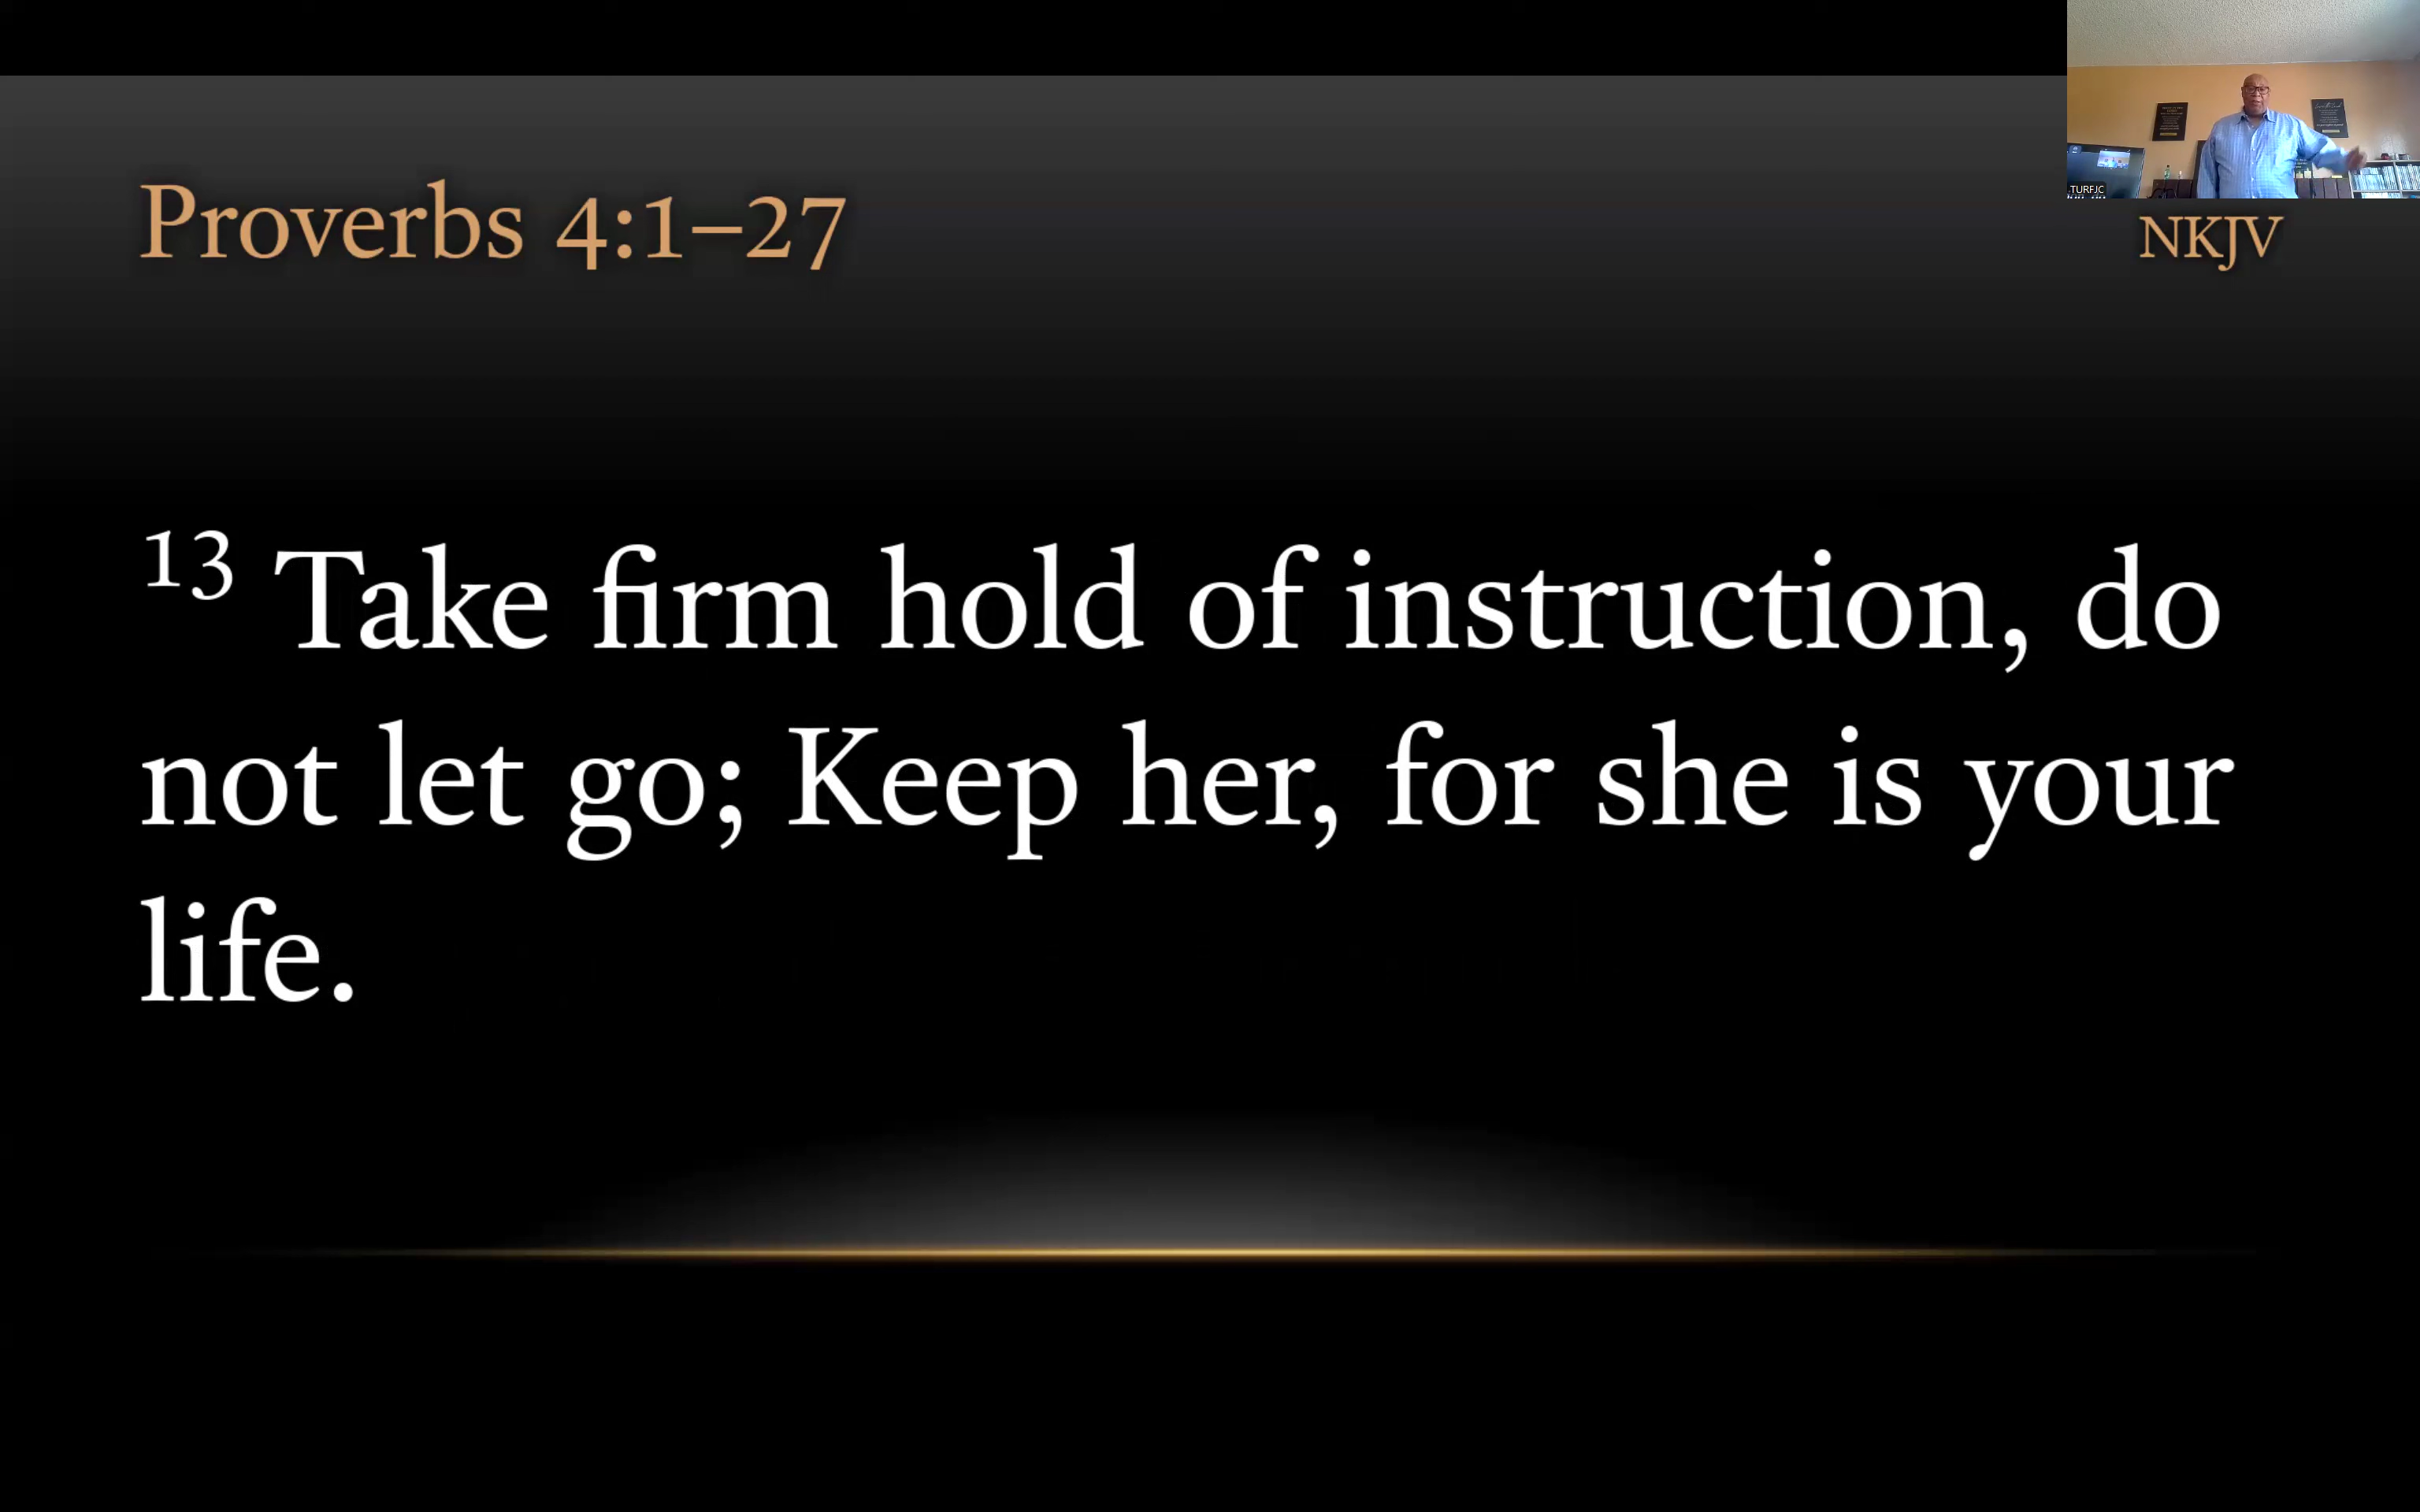 Proverbs 4:1–27
NKJV
13 Take firm hold of instruction, do
not let go; Keep her, for she is your
life.
TURFJC